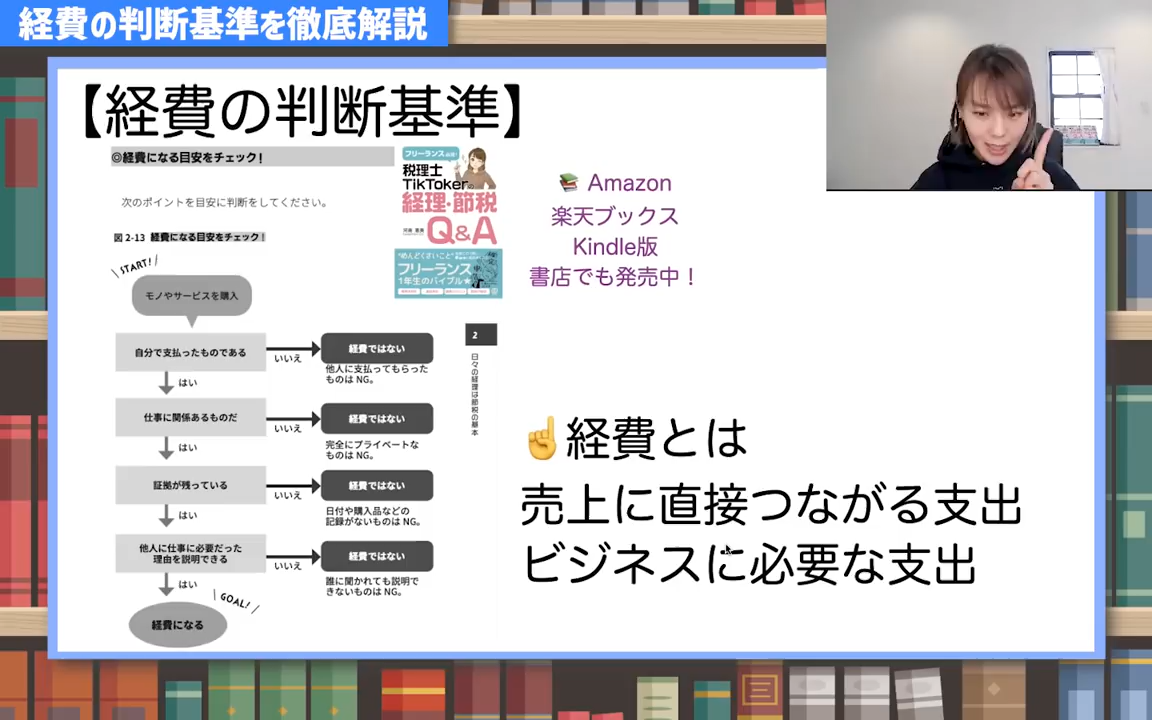 経費の判断基準を徹底解説
【経費の判断基準】
◎経費になる目安をチェック！
次のポイントを目安に判断をしてください。
図 2-13 経費になる目安をチェック！
START!
モノやサービスを購入
自分で支払ったものである
いいえ
経費ではない
他人に支払ってもらった
ものは NG。
はい
仕事に関係あるものだ
いいえ
経費ではない
完全にプライベートな
ものは NG。
はい
証拠が残っている
いいえ
経費ではない
日付や購入品などの
記録がないものは NG。
はい
他人に仕事に必要だった
理由を説明できる
いいえ
経費ではない
誰に聞かれても説明で
きないものは NG。
はい
GOAL!
経費になる
フリーランス
税理士
TikTokerの
経理・節税
Q&A
"めんどくさいこと"
フリーランス
1年生のバイブル★
2
日々の経理は節税の基本
Amazon
楽天ブックス
Kindle版
書店でも発売中！
☝経費とは
売上に直接つながる支出
ビジネスに必要な支出